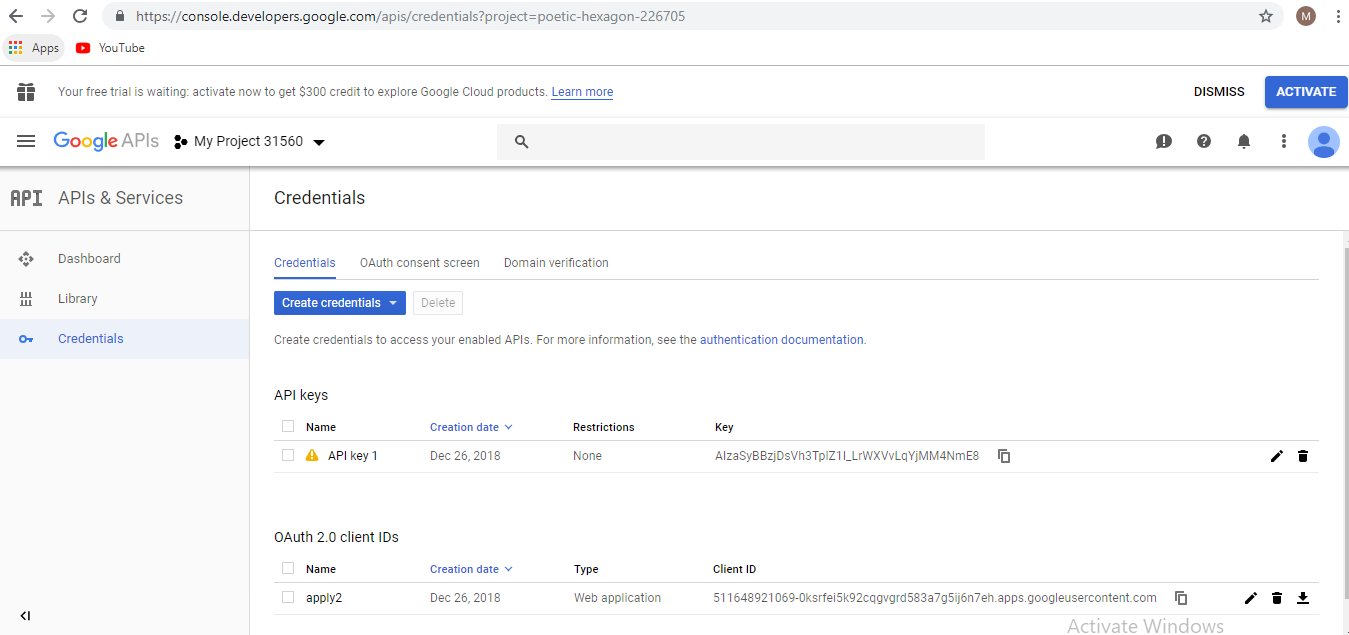 https://console.developers.google.com/apis/credentials?project=poetic-hexagon-226705
M
Apps YouTube
Your free trial is waiting: activate now to get $300 credit to explore Google Cloud products. Learn more DISMISS ACTIVATE
Google APIs My Project 31560
API APIs & Services Credentials
Dashboard
Library
Credentials
Credentials OAuth consent screen Domain verification
Create credentials Delete
Create credentials to access your enabled APIs. For more information, see the authentication documentation.
API keys
Name Creation date Restrictions Key
API key 1 Dec 26, 2018 None AIzaSyBBzjDsVh3TplZ1I_LrWXVvLqYjMM4NmE8
OAuth 2.0 client IDs
Name Creation date Type Client ID
apply2 Dec 26, 2018 Web application 511648921069-0ksrfei5k92cqgvgrd583a7g5ij6n7eh.apps.googleusercontent.com
Activate Windows